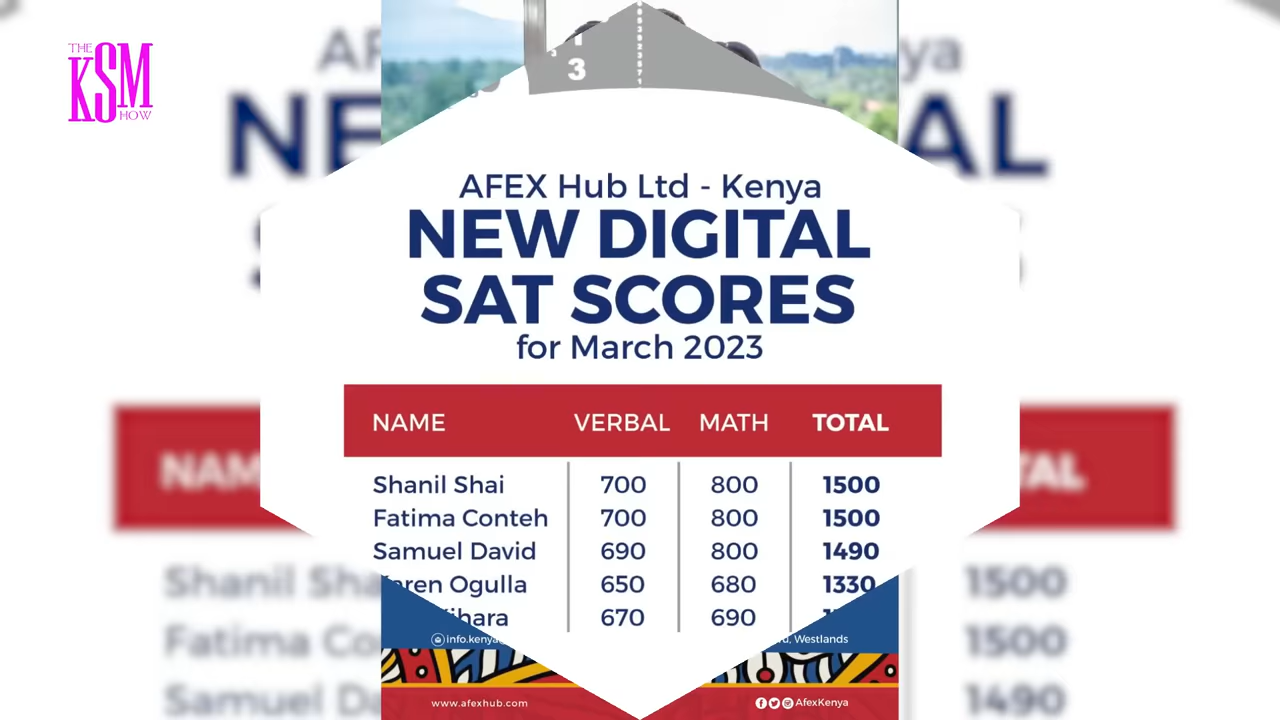 THE
KSM
SHOW
3
AFEX Hub Ltd - Kenya
NEW DIGITAL
SAT SCORES
for March 2023
NAME VERBAL MATH TOTAL
Shanil Shai 700 800 1500
Fatima Conteh 700 800 1500
Samuel David 690 800 1490
Ogulla 650 680 1330
670 690
Westlands
www.afexhub.com AfexKenya